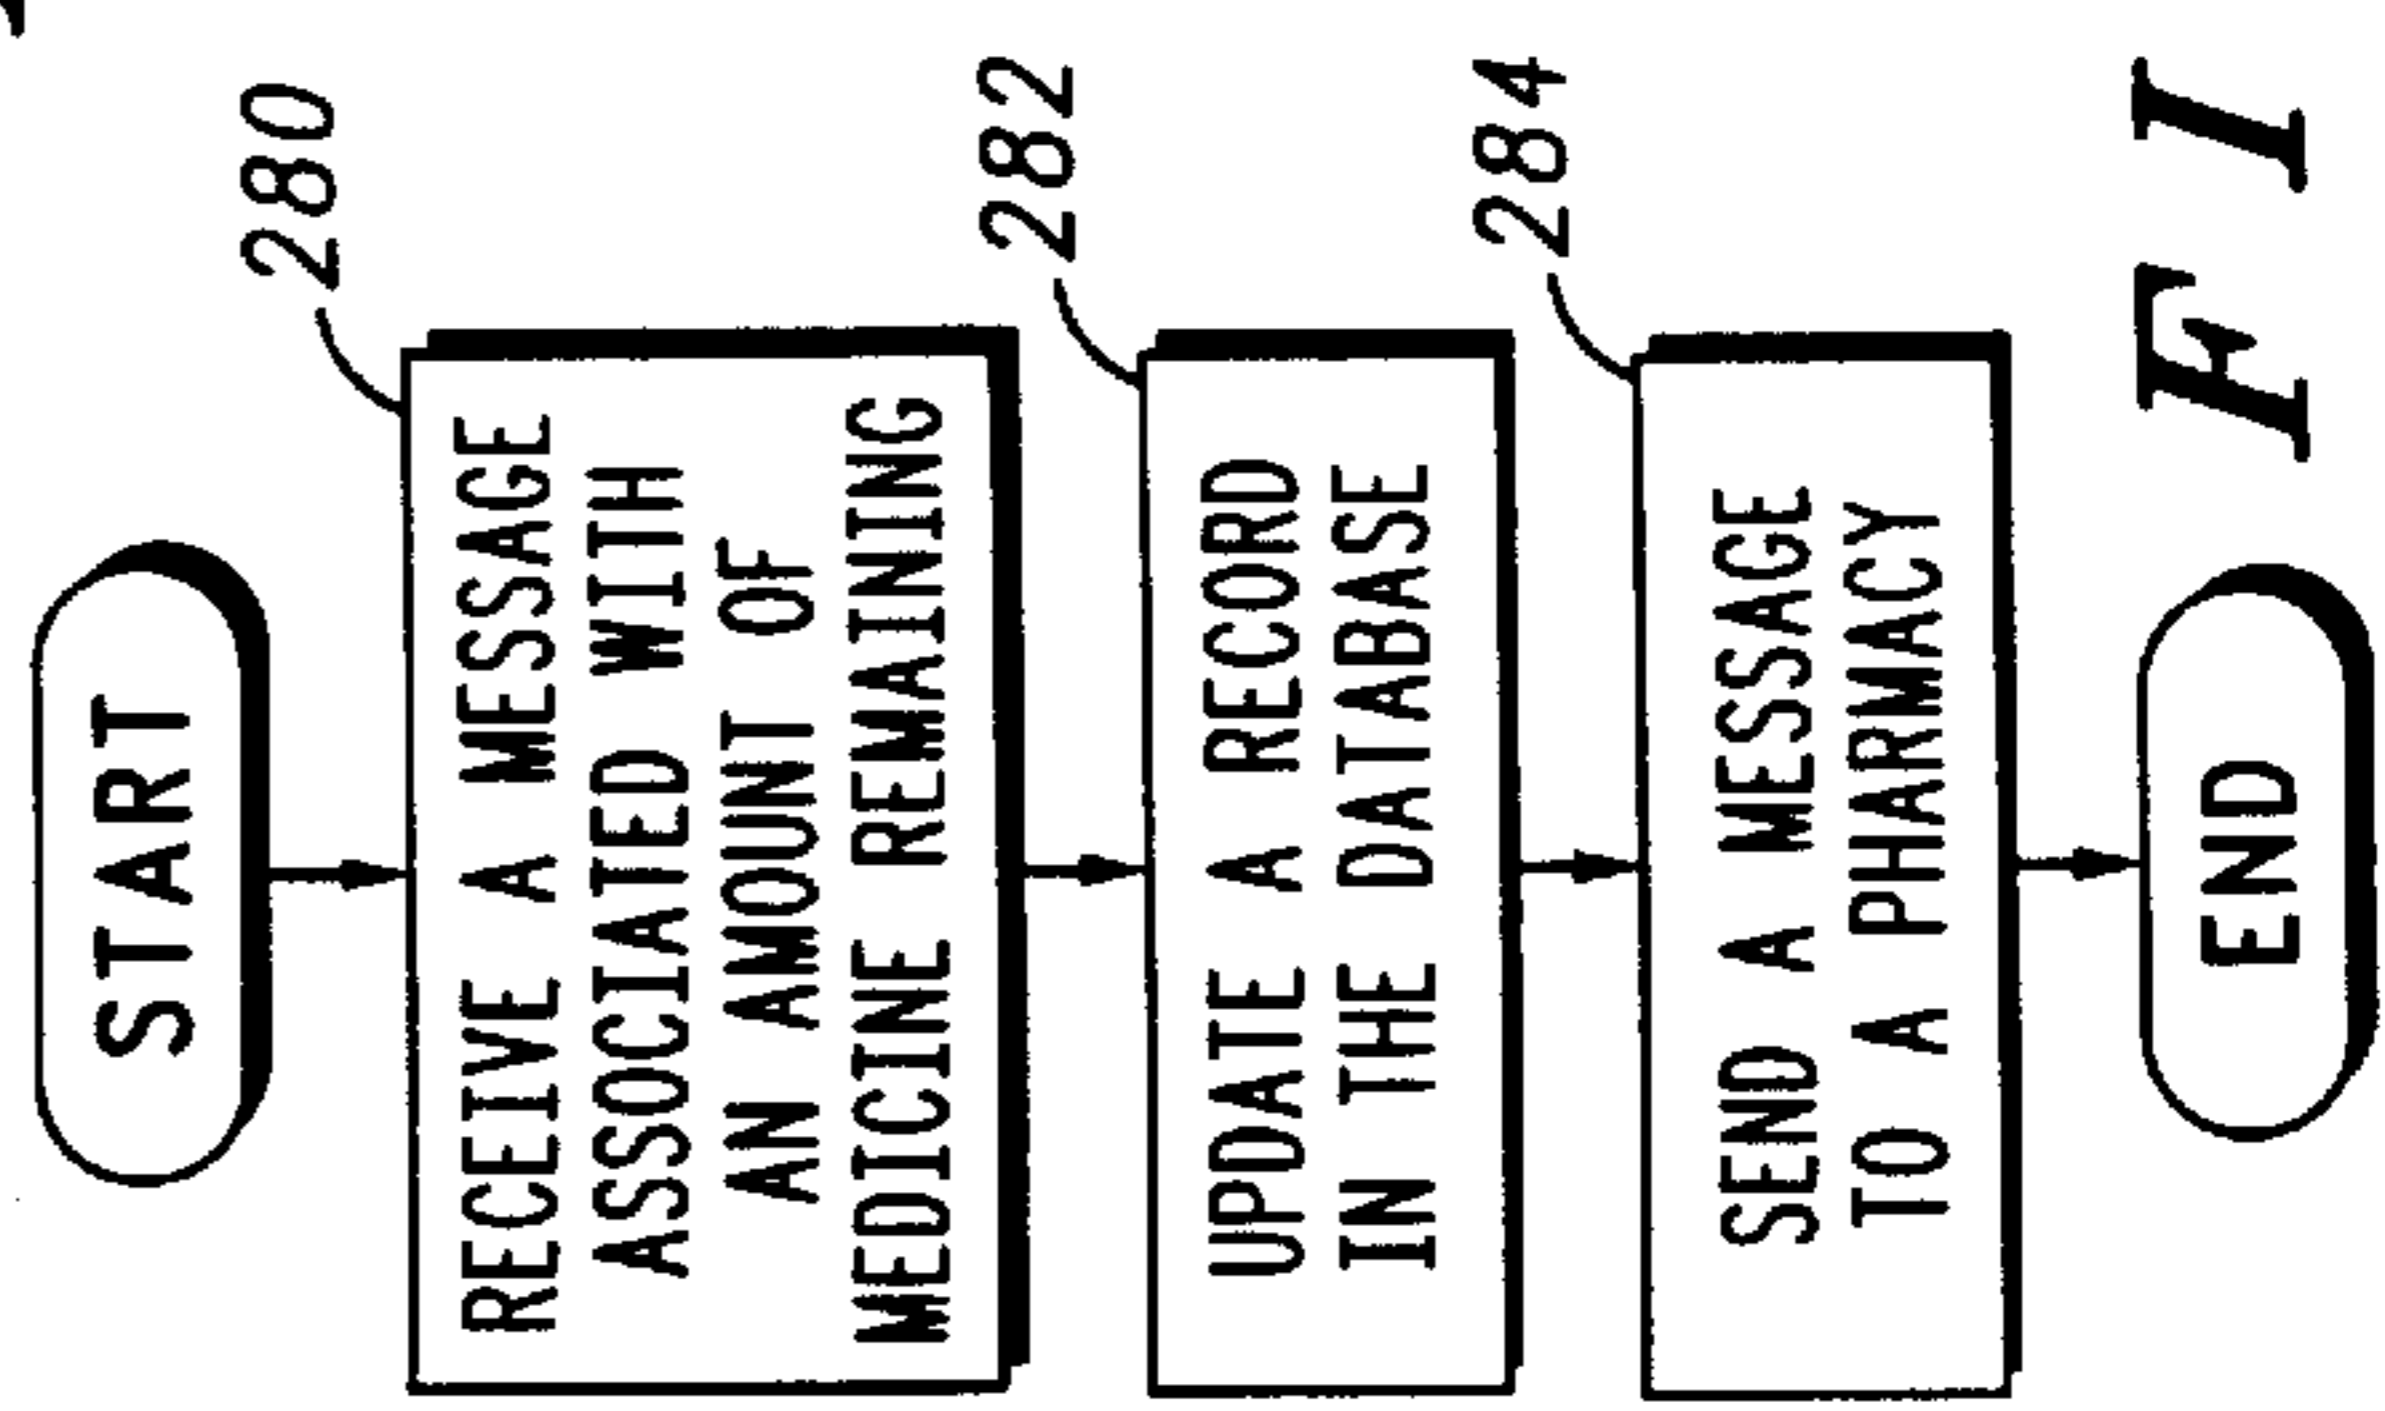 START
280
RECEIVE A MESSAGE
ASSOCIATED WITH
AN AMOUNT OF
MEDICINE REMAINING
282
UPDATE A RECORD
IN THE DATABASE
284
SEND A MESSAGE
TO A PHARMACY
END
FI